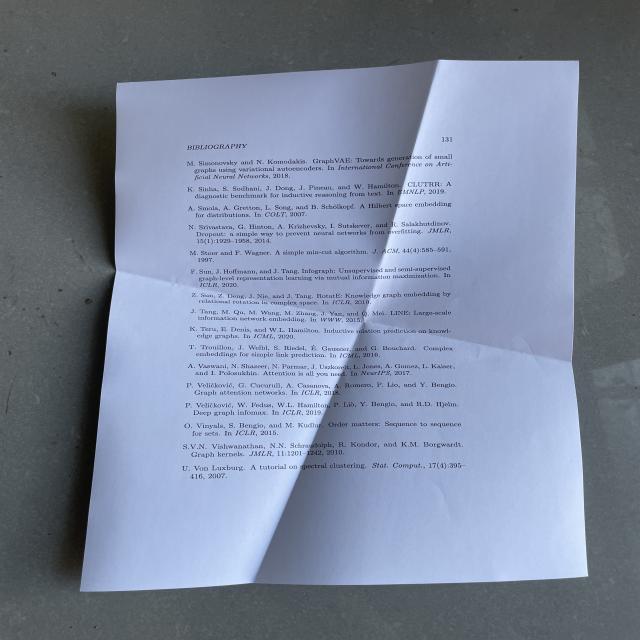 BIBLIOGRAPHY 131
M. Simonovsky and N. Komodakis. GraphVAE: Towards generation of small
graphs using variational autoencoders. In International Conference on Arti-
ficial Neural Networks, 2018.
K. Sinha, S. Sodhani, J. Dong, J. Pineau, and W. Hamilton. CLUTRR: A
diagnostic benchmark for inductive reasoning from text. In EMNLP, 2019.
A. Smola, A. Gretton, L. Song, and B. Schölkopf. A Hilbert space embedding
for distributions. In COLT, 2007.
N. Srivastava, G. Hinton, A. Krizhevsky, I. Sutskever, and R. Salakhutdinov.
Dropout: a simple way to prevent neural networks from overfitting. JMLR,
15(1):1929–1958, 2014.
M. Stoer and F. Wagner. A simple min-cut algorithm. J. ACM, 44(4):585–591,
1997.
F. Sun, J. Hoffmann, and J. Tang. Infograph: Unsupervised and semi-supervised
graph-level representation learning via mutual information maximization. In
ICLR, 2020.
Z. Sun, Z. Deng, J. Nie, and J. Tang. RotatE: Knowledge graph embedding by
relational rotation in complex space. In ICLR, 2019.
J. Tang, M. Qu, M. Wang, M. Zhang, J. Yan, and Q. Mei. LINE: Large-scale
information network embedding. In WWW, 2015.
K. Teru, E. Denis, and W.L. Hamilton. Inductive relation prediction on knowl-
edge graphs. In ICML, 2020.
T. Trouillon, J. Welbl, S. Riedel, É. Gaussier, and G. Bouchard. Complex
embeddings for simple link prediction. In ICML, 2016.
A. Vaswani, N. Shazeer, N. Parmar, J. Uszkoreit, L. Jones, A. Gomez, L. Kaiser,
and I. Polosukhin. Attention is all you need. In NeurIPS, 2017.
P. Veličković, G. Cucurull, A. Casanova, A. Romero, P. Lio, and Y. Bengio.
Graph attention networks. In ICLR, 2018.
P. Veličković, W. Fedus, W.L. Hamilton, P. Liò, Y. Bengio, and R.D. Hjelm.
Deep graph infomax. In ICLR, 2019.
O. Vinyals, S. Bengio, and M. Kudlur. Order matters: Sequence to sequence
for sets. In ICLR, 2015.
S.V.N. Vishwanathan, N.N. Schraudolph, R. Kondor, and K.M. Borgwardt.
Graph kernels. JMLR, 11:1201–1242, 2010.
U. Von Luxburg. A tutorial on spectral clustering. Stat. Comput., 17(4):395–
416, 2007.